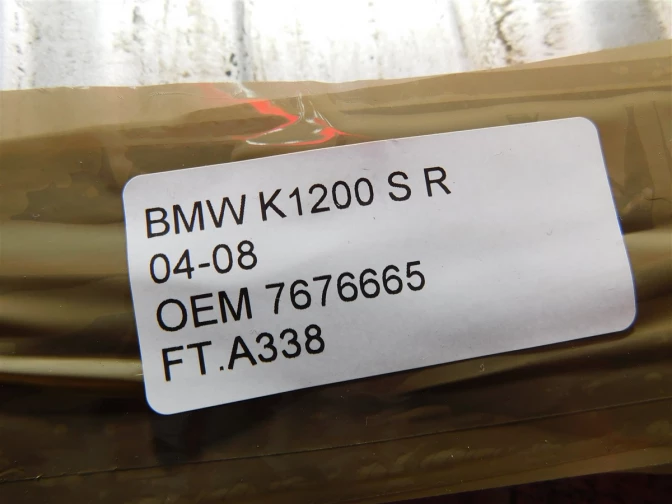 BMW K1200 S R
04-08
OEM 7676665
FT.A338